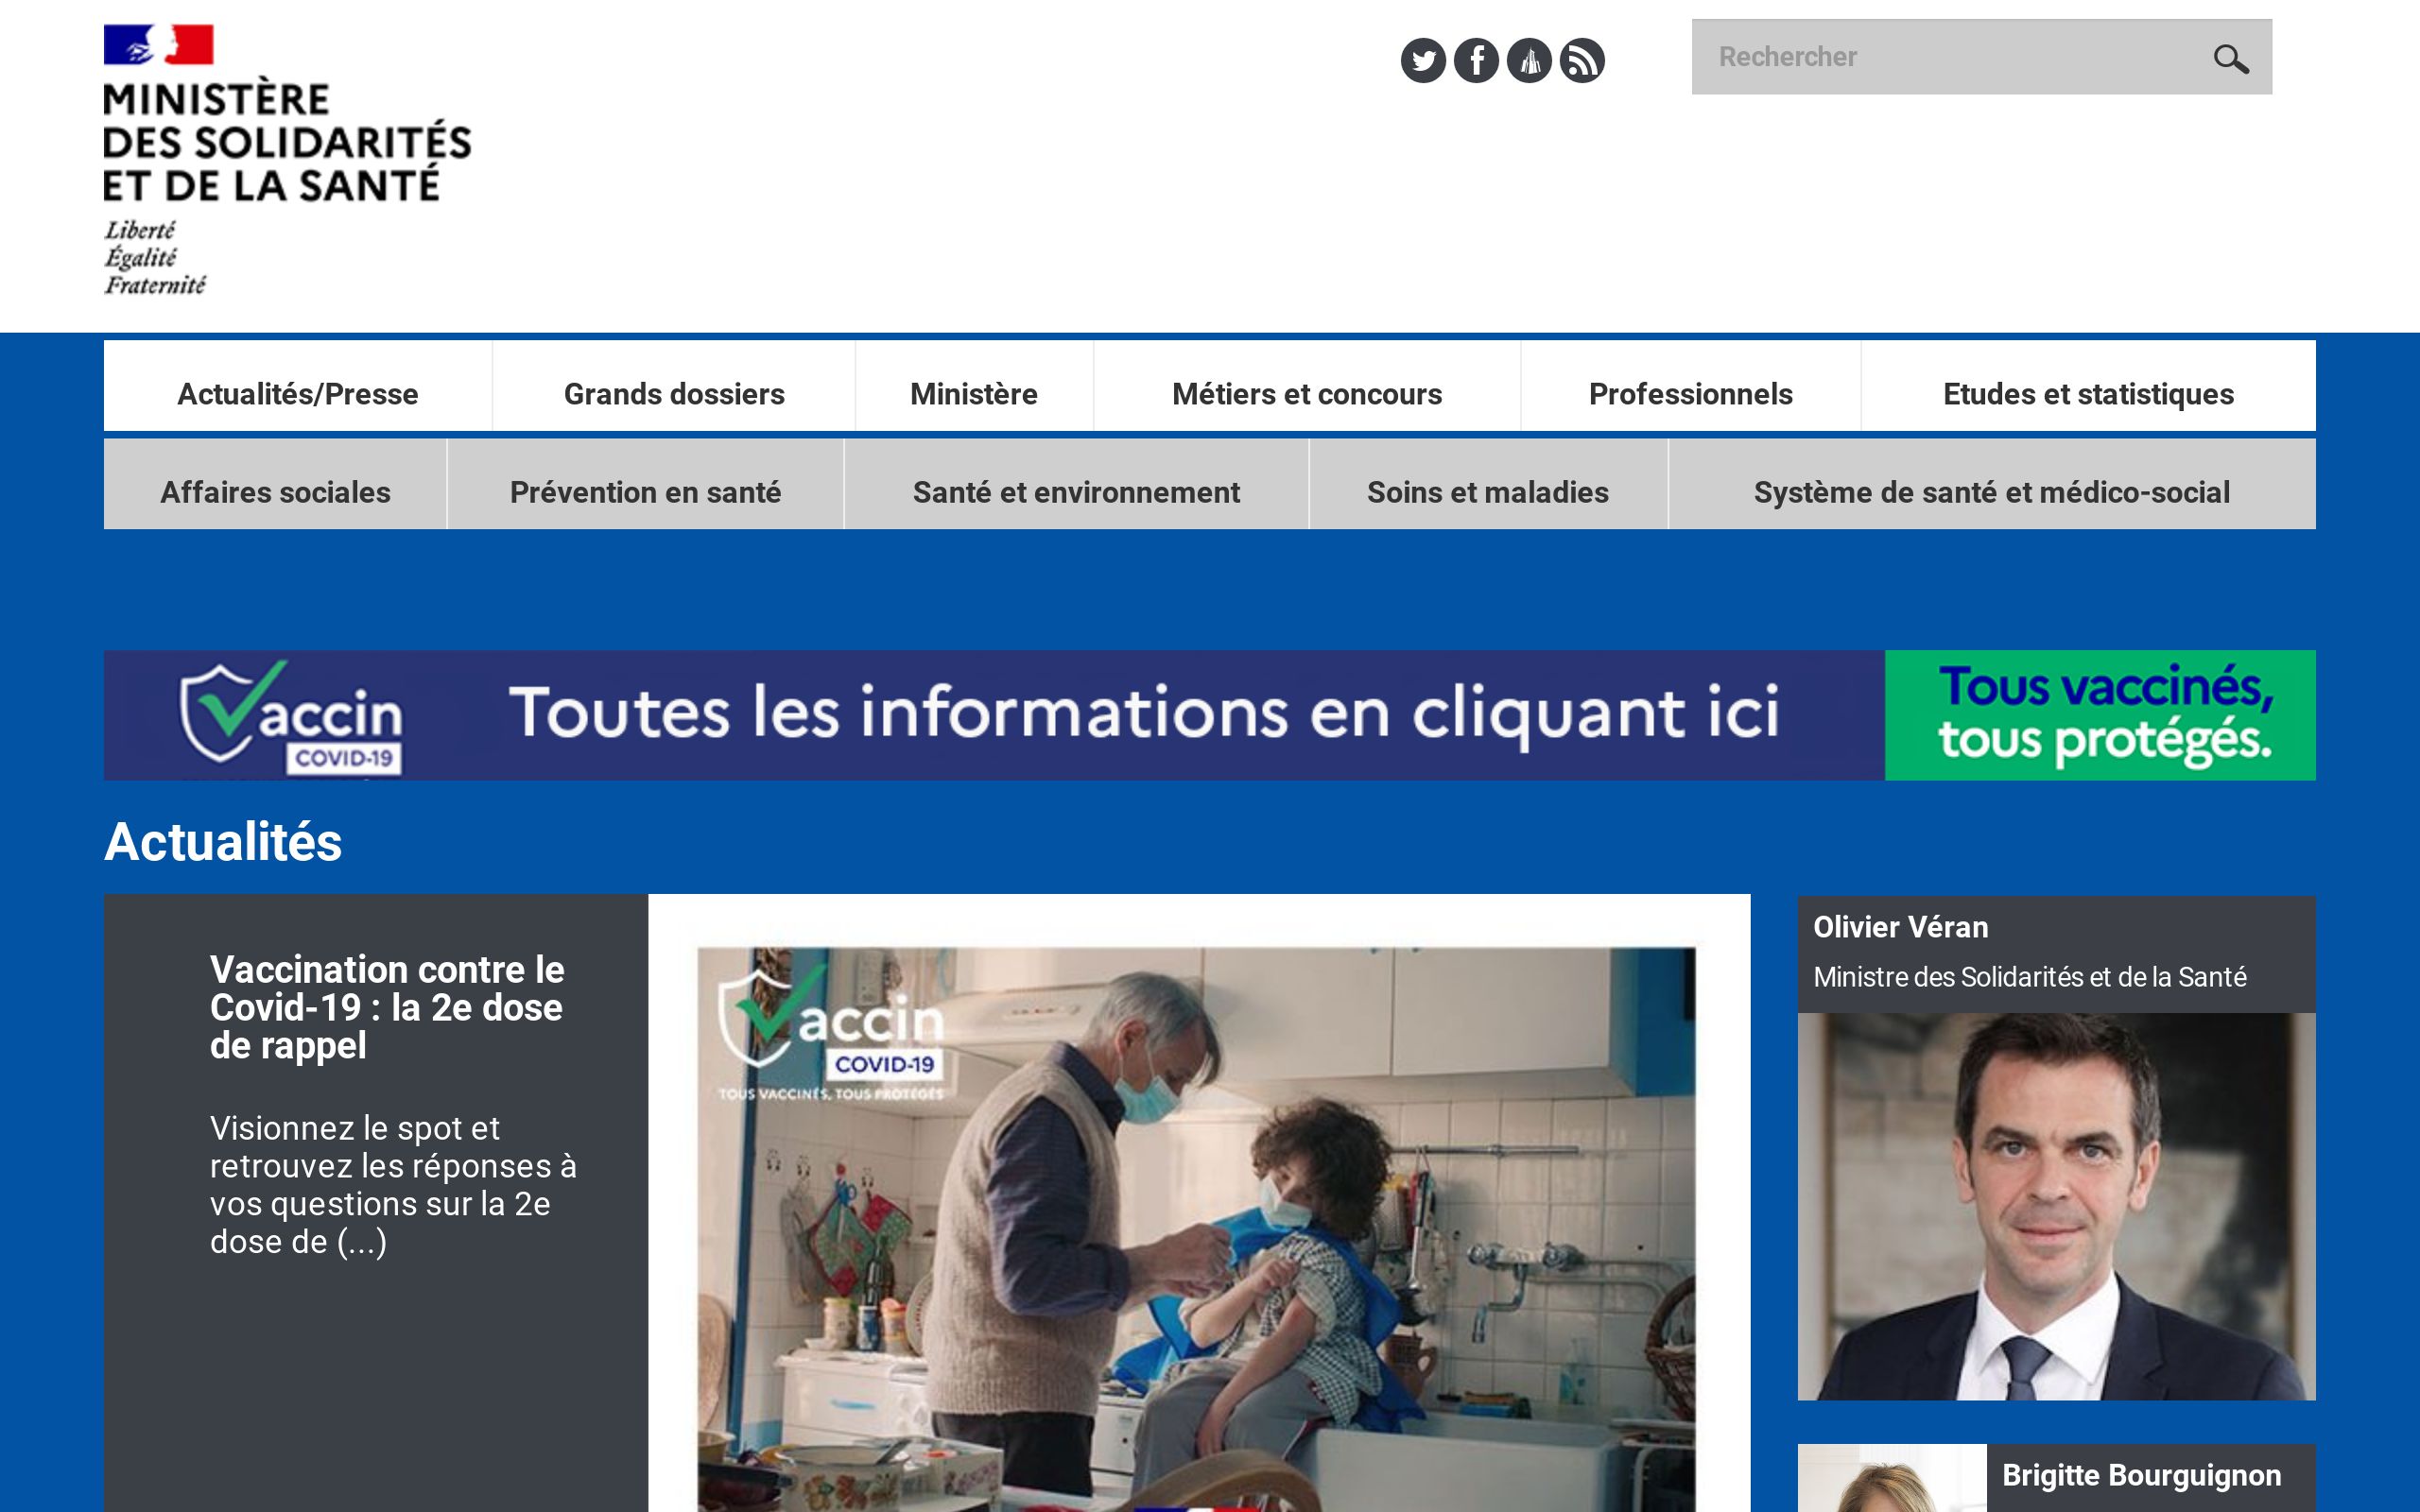 MINISTÈRE
DES SOLIDARITÉS
ET DE LA SANTÉ
Liberté
Égalité
Fraternité
Rechercher
Actualités/Presse
Grands dossiers
Ministère
Métiers et concours
Professionnels
Etudes et statistiques
Affaires sociales
Prévention en santé
Santé et environnement
Soins et maladies
Système de santé et médico-social
Vaccin
COVID-19
Toutes les informations en cliquant ici
Tous vaccinés,
tous protégés.
Actualités
Vaccination contre le
Covid-19 : la 2e dose
de rappel
Visionnez le spot et
retrouvez les réponses à
vos questions sur la 2e
dose de (...)
Vaccin
COVID-19
TOUS VACCINÉS, TOUS PROTÉGÉS
Olivier Véran
Ministre des Solidarités et de la Santé
Brigitte Bourguignon